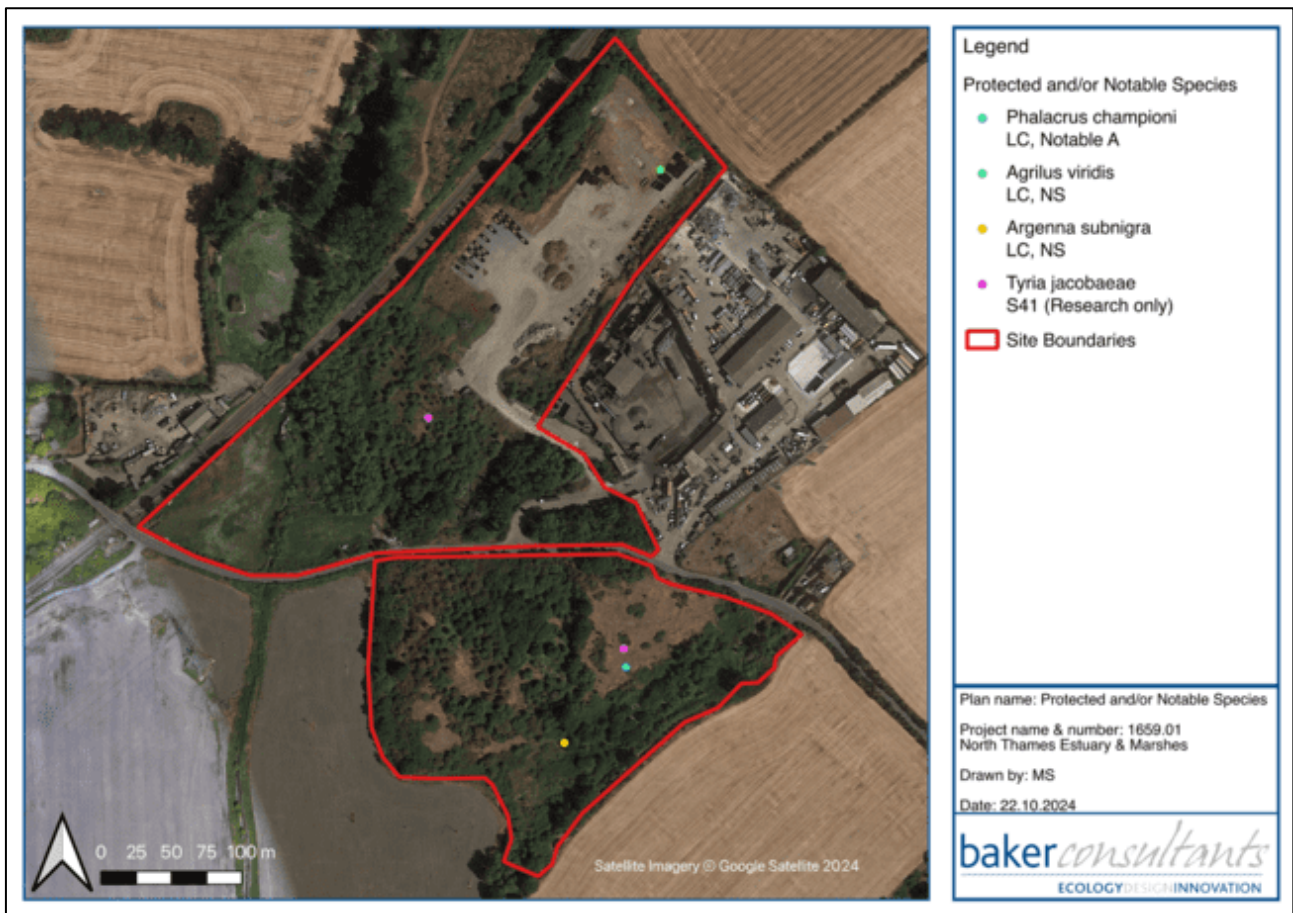 Legend
Protected and/or Notable Species
Phalacrus championi
LC, Notable A
Agrilus viridis
LC, NS
Argenna subnigra
LC, NS
Tyria jacobaeae
S41 (Research only)
Site Boundaries
Plan name: Protected and/or Notable Species
Project name & number: 1659.01
North Thames Estuary & Marshes
Drawn by: MS
Date: 22.10.2024
bakerconsultants
ECOLOGYDESIGNINNOVATION
0 25 50 75 100 m
Satellite Imagery © Google Satellite 2024